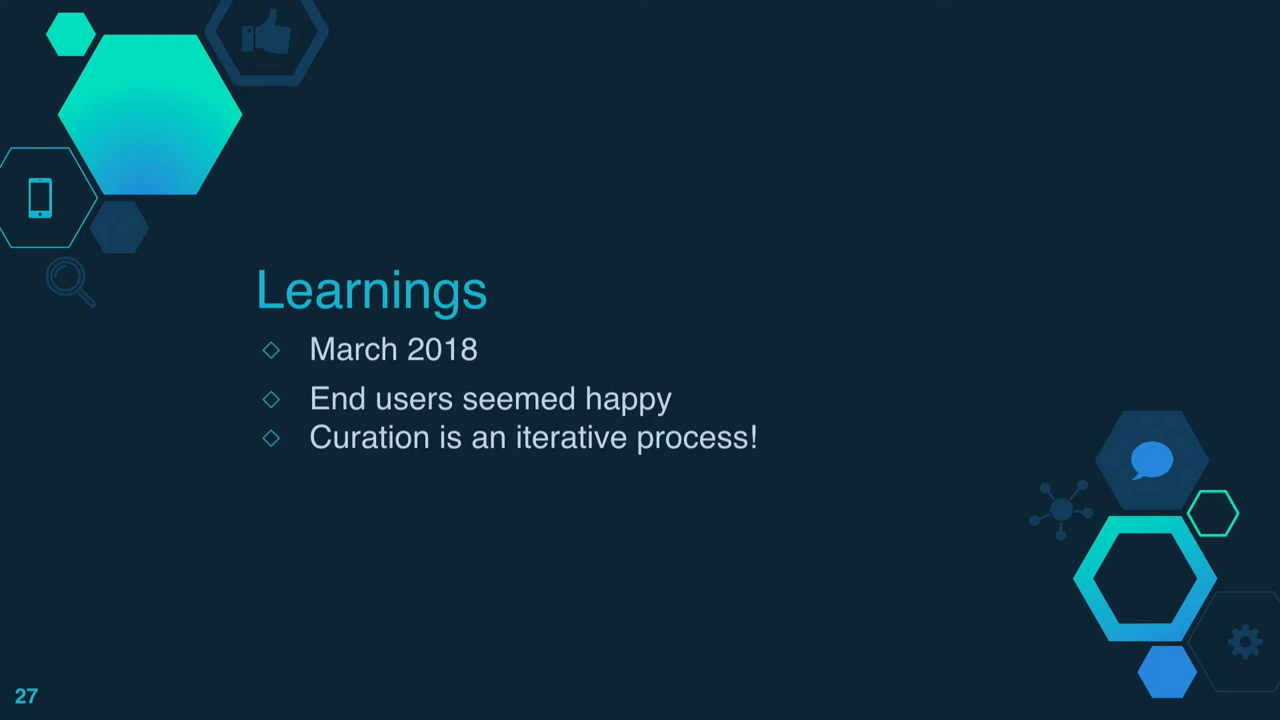 Learnings
March 2018
End users seemed happy
Curation is an iterative process!
27